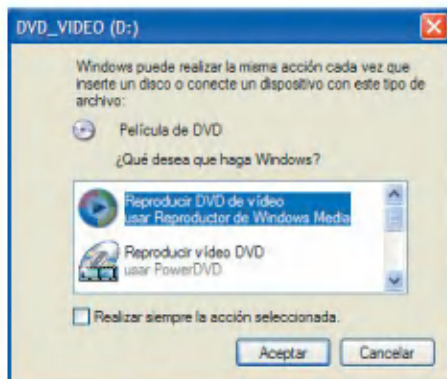 DVD_VIDEO (D:)
Windows puede realizar la misma acción cada vez que
inserte un disco o conecte un dispositivo con este tipo de
archivo:
Película de DVD
¿Qué desea que haga Windows?
Reproducir DVD de vídeo
usar Reproductor de Windows Media
Reproducir vídeo DVD
usar PowerDVD
Realizar siempre la acción seleccionada.
Aceptar
Cancelar